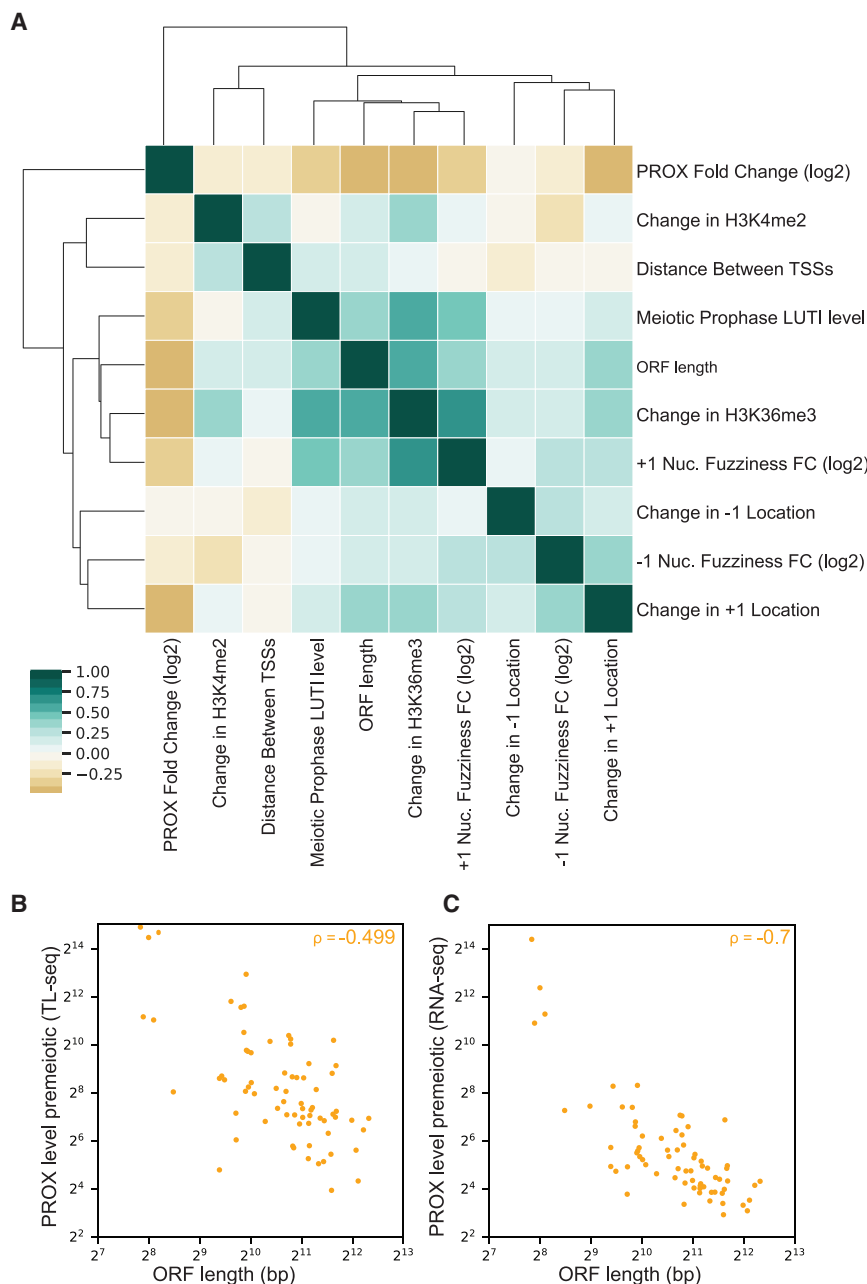 A
PROX Fold Change (log2)
Change in H3K4me2
Distance Between TSSs
Meiotic Prophase LUTI level
ORF length
Change in H3K36me3
+1 Nuc. Fuzziness FC (log2)
Change in -1 Location
-1 Nuc. Fuzziness FC (log2)
Change in +1 Location
1.00
0.75
0.50
0.00
−0.25
PROX Fold Change (log2)
Change in H3K4me2
Distance Between TSSs
Meiotic Prophase LUTI level
ORF length
Change in H3K36me3
+1 Nuc. Fuzziness FC (log2)
Change in -1 Location
-1 Nuc. Fuzziness FC (log2)
Change in +1 Location
B
PROX level premeiotic (TL-seq)
2^14
2^12
2^10
2^8
2^6
2^4
2^2
ρ = -0.499
2^7
2^8
2^9
2^10
2^11
2^12
2^13
ORF length (bp)
C
PROX level premeiotic (RNA-seq)
2^14
2^12
2^10
2^8
2^6
2^4
2^2
ρ = -0.7
2^7
2^8
2^9
2^10
2^11
2^12
2^13
ORF length (bp)